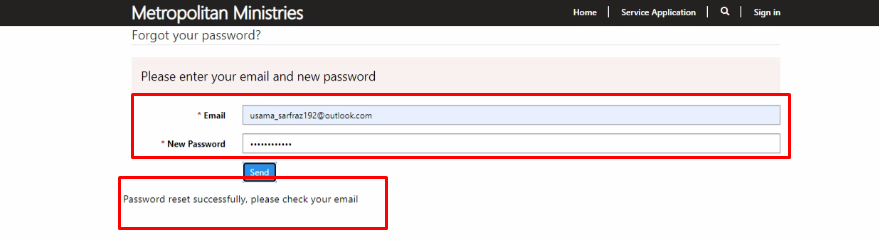 Metropolitan Ministries
Home
Service Application
Sign in
Forgot your password?
Please enter your email and new password
* Email
usama_sarfraz192@outlook.com
* New Password
••••••••••••
Send
Password reset successfully, please check your email